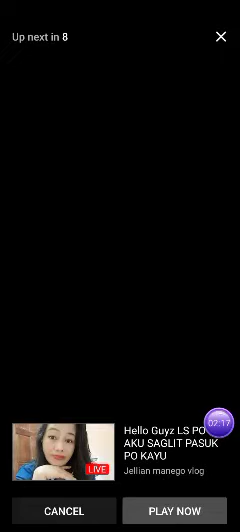 Up next in 8
LIVE
Hello Guyz LS PO
AKU SAGLIT PASUK
PO KAYU
Jellian manego vlog
02:17
CANCEL
PLAY NOW